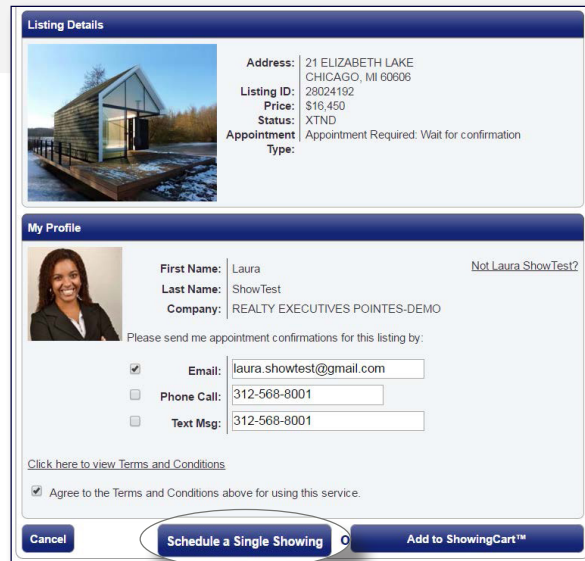 Listing Details
Address: 21 ELIZABETH LAKE
CHICAGO, MI 60606
Listing ID: 28024192
Price: $16,450
Status: XTND
Appointment Type: Appointment Required: Wait for confirmation
My Profile
Not Laura ShowTest?
First Name: Laura
Last Name: ShowTest
Company: REALTY EXECUTIVES POINTES-DEMO
Please send me appointment confirmations for this listing by:
Email: laura.showtest@gmail.com
Phone Call: 312-568-8001
Text Msg: 312-568-8001
Click here to view Terms and Conditions
Agree to the Terms and Conditions above for using this service.
Cancel Schedule a Single Showing Add to ShowingCart™